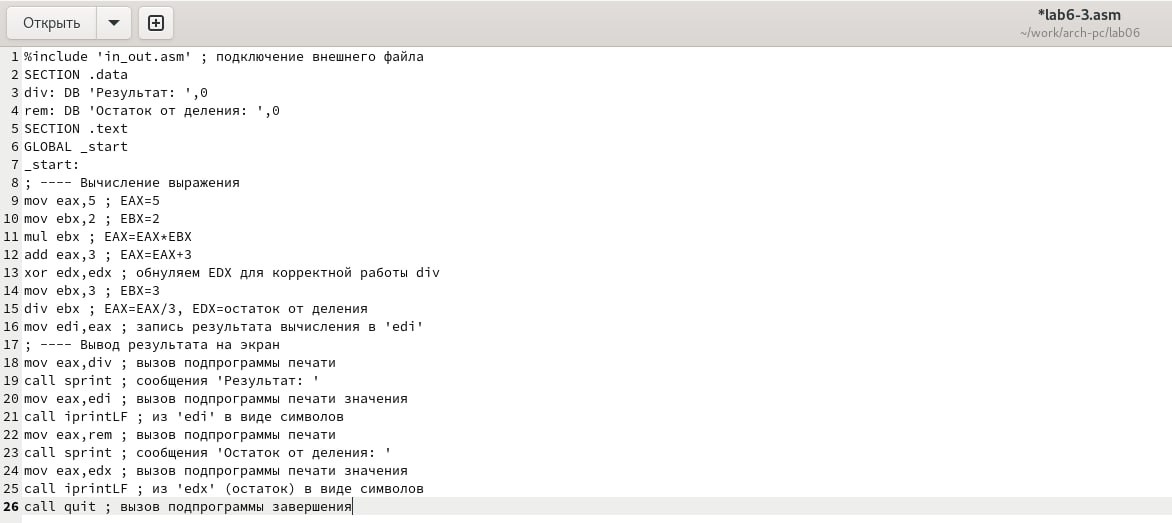 Открыть
*lab6-3.asm
~/work/arch-pc/lab06
1 %include 'in_out.asm' ; подключение внешнего файла
2 SECTION .data
3 div: DB 'Результат: ',0
4 rem: DB 'Остаток от деления: ',0
5 SECTION .text
6 GLOBAL _start
7 _start:
8 ; ---- Вычисление выражения
9 mov eax,5 ; EAX=5
10 mov ebx,2 ; EBX=2
11 mul ebx ; EAX=EAX*EBX
12 add eax,3 ; EAX=EAX+3
13 xor edx,edx ; обнуляем EDX для корректной работы div
14 mov ebx,3 ; EBX=3
15 div ebx ; EAX=EAX/3, EDX=остаток от деления
16 mov edi,eax ; запись результата вычисления в 'edi'
17 ; ---- Вывод результата на экран
18 mov eax,div ; вызов подпрограммы печати
19 call sprint ; сообщения 'Результат: '
20 mov eax,edi ; вызов подпрограммы печати значения
21 call iprintLF ; из 'edi' в виде символов
22 mov eax,rem ; вызов подпрограммы печати
23 call sprint ; сообщения 'Остаток от деления: '
24 mov eax,edx ; вызов подпрограммы печати значения
25 call iprintLF ; из 'edx' (остаток) в виде символов
26 call quit ; вызов подпрограммы завершения